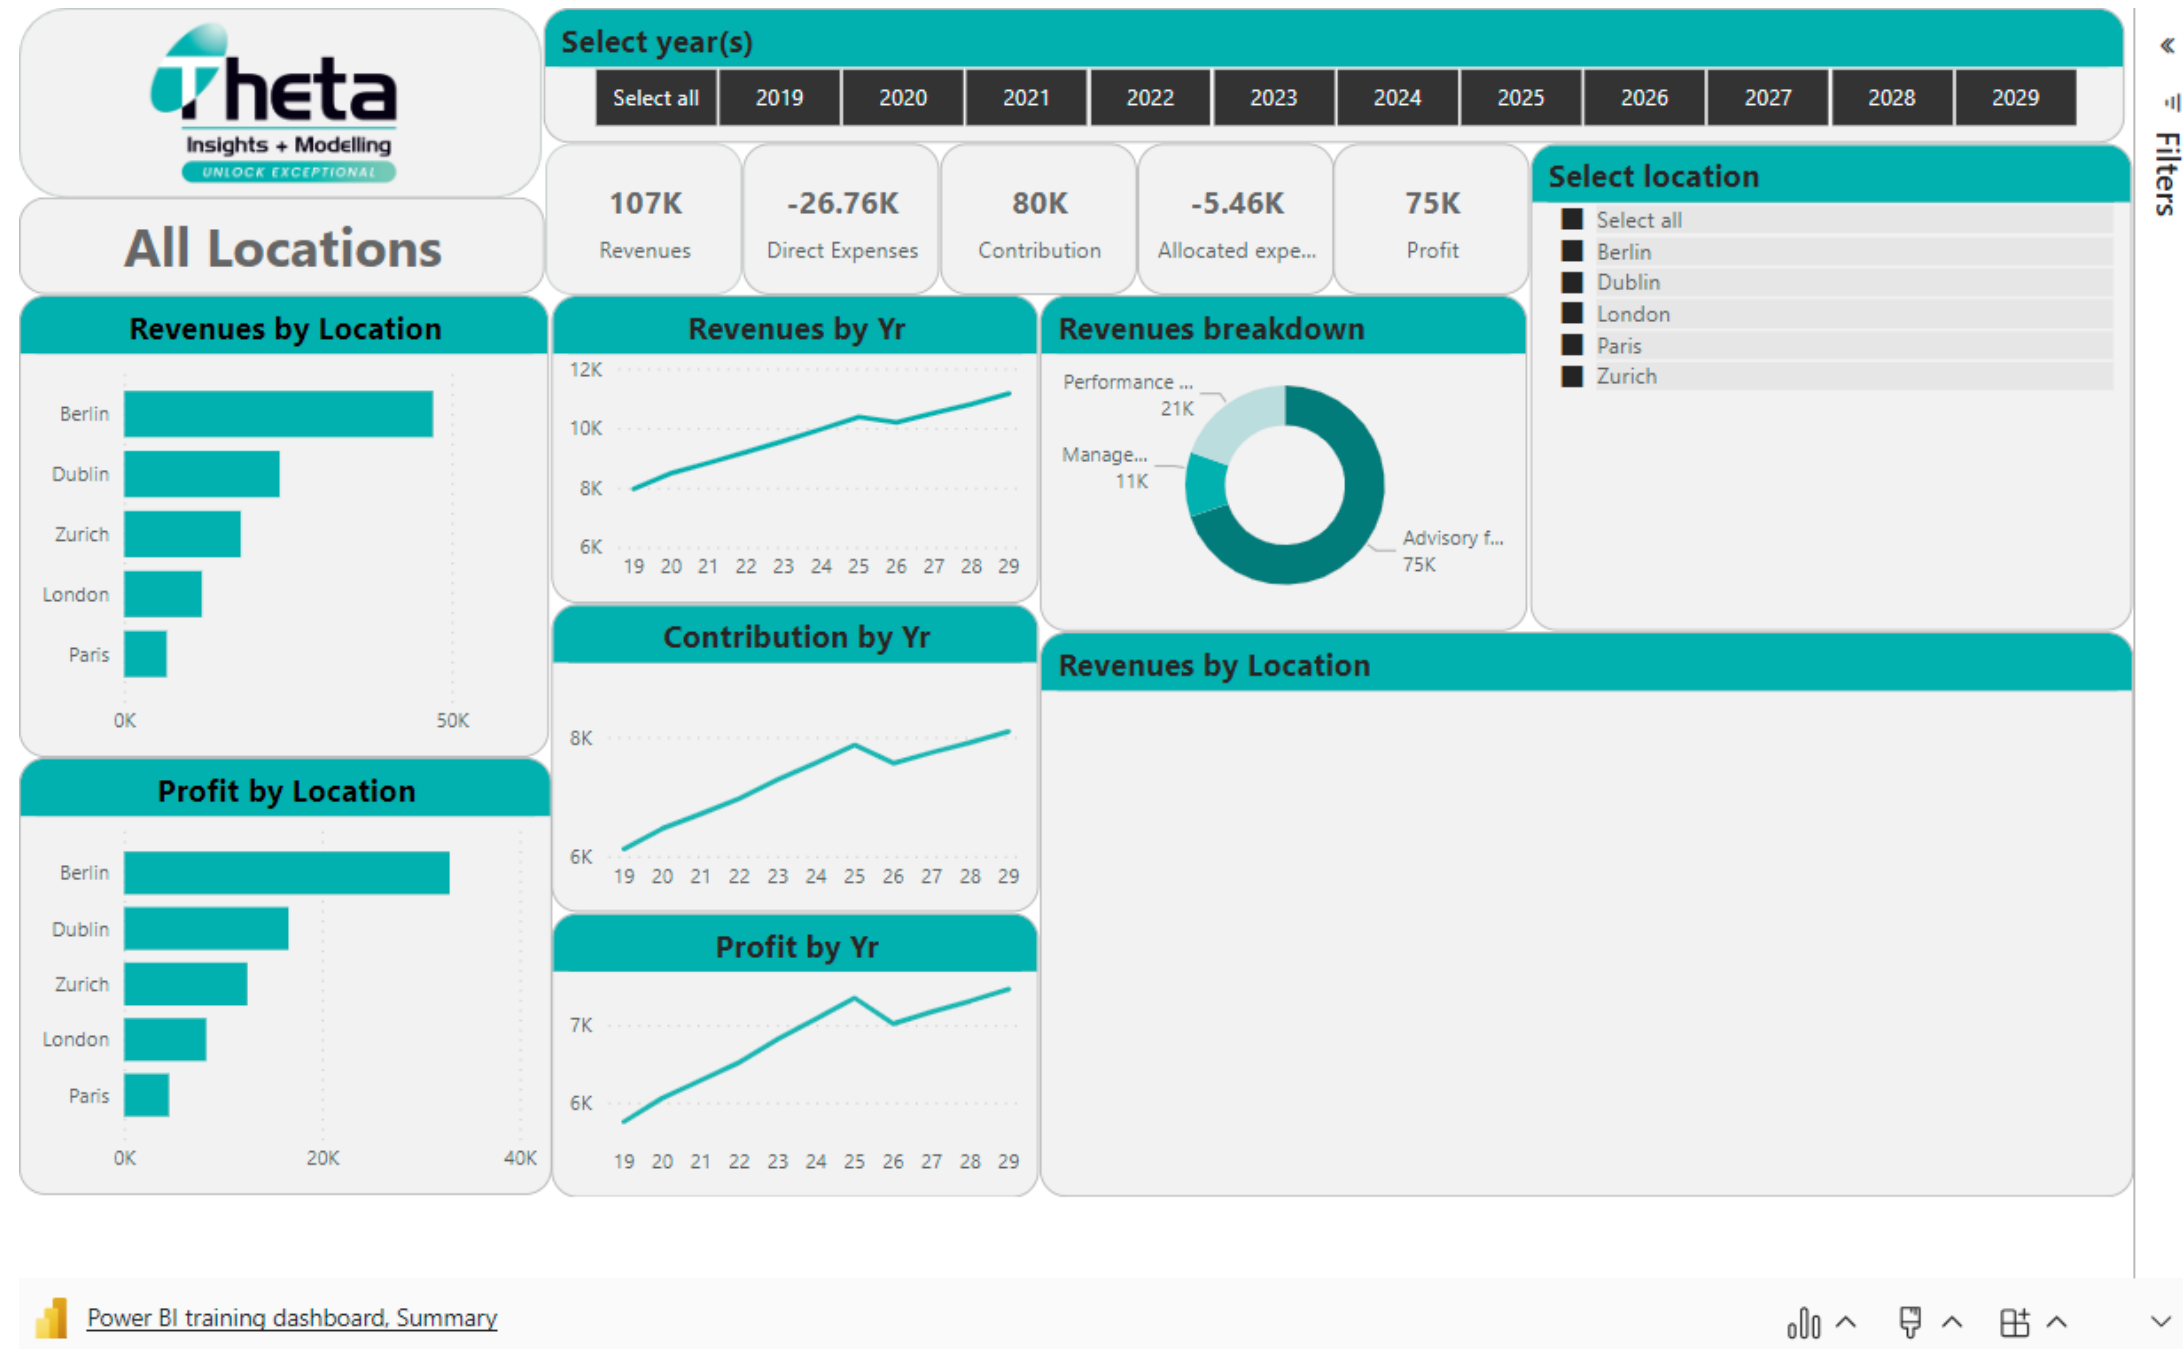 Theta
Insights + Modelling
UNLOCK EXCEPTIONAL
All Locations
Select year(s)
Select all 2019 2020 2021 2022 2023 2024 2025 2026 2027 2028 2029
107K
Revenues
-26.76K
Direct Expenses
80K
Contribution
-5.46K
Allocated expe...
75K
Profit
Select location
Select all
Berlin
Dublin
London
Paris
Zurich
Revenues by Location
Berlin
Dublin
Zurich
London
Paris
0K 50K
Profit by Location
Berlin
Dublin
Zurich
London
Paris
0K 20K 40K
Revenues by Yr
12K
10K
8K
6K
19 20 21 22 23 24 25 26 27 28 29
Contribution by Yr
8K
6K
19 20 21 22 23 24 25 26 27 28 29
Profit by Yr
7K
6K
19 20 21 22 23 24 25 26 27 28 29
Revenues breakdown
Performance ...
21K
Manage...
11K
Advisory f...
75K
Revenues by Location
Filters
Power BI training dashboard, Summary